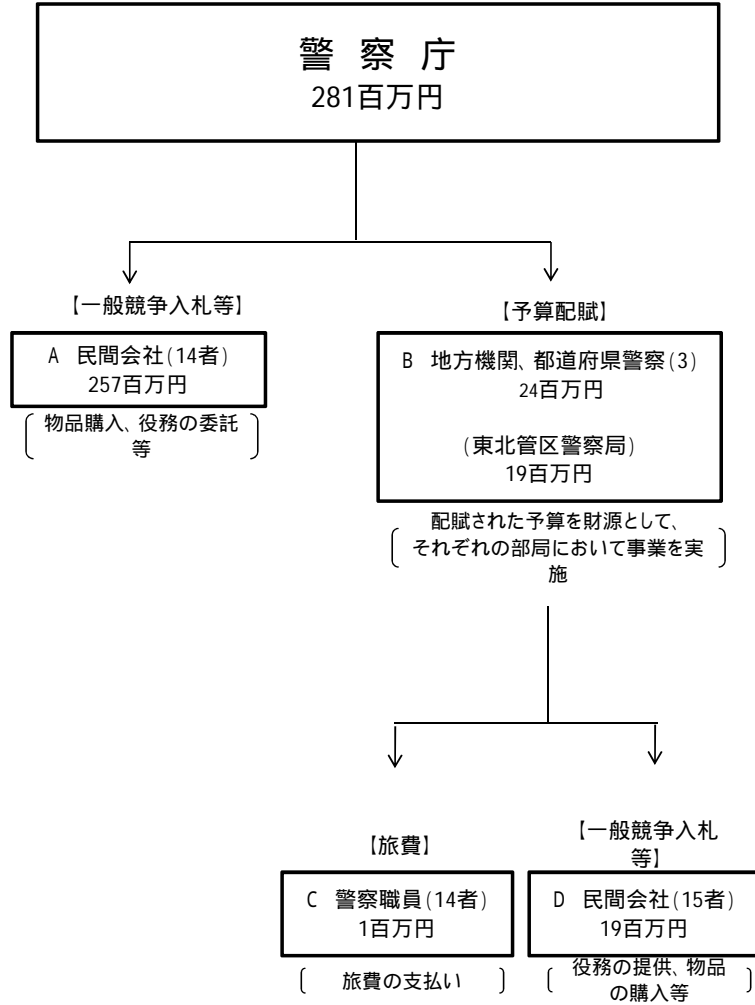 警察庁
281百万円
【一般競争入札等】
A 民間会社(14者)
257百万円
物品購入、役務の委託
等
【予算配賦】
B 地方機関、都道府県警察(3)
24百万円
(東北管区警察局)
19百万円
配賦された予算を財源として、
それぞれの部局において事業を実
施
【旅費】
C 警察職員(14者)
1百万円
旅費の支払い
【一般競争入札
等】
D 民間会社(15者)
19百万円
役務の提供、物品
の購入等